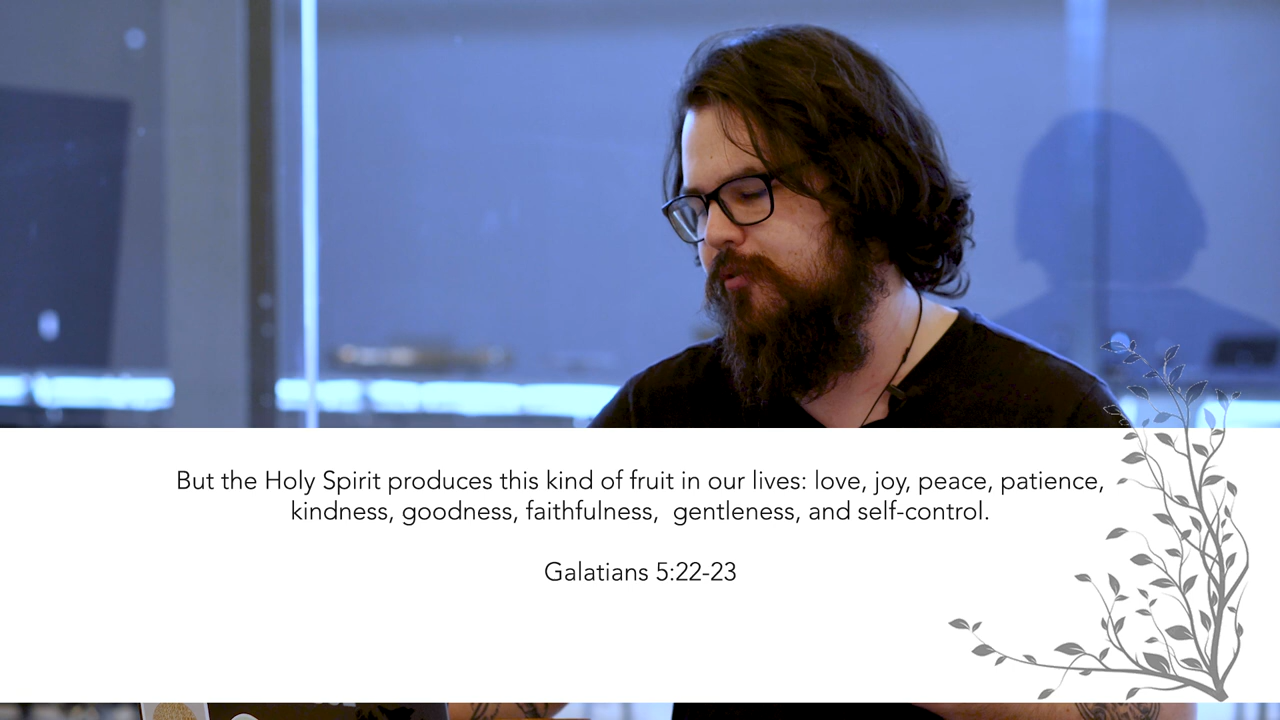 But the Holy Spirit produces this kind of fruit in our lives: love, joy, peace, patience,
kindness, goodness, faithfulness,  gentleness, and self-control.
Galatians 5:22-23